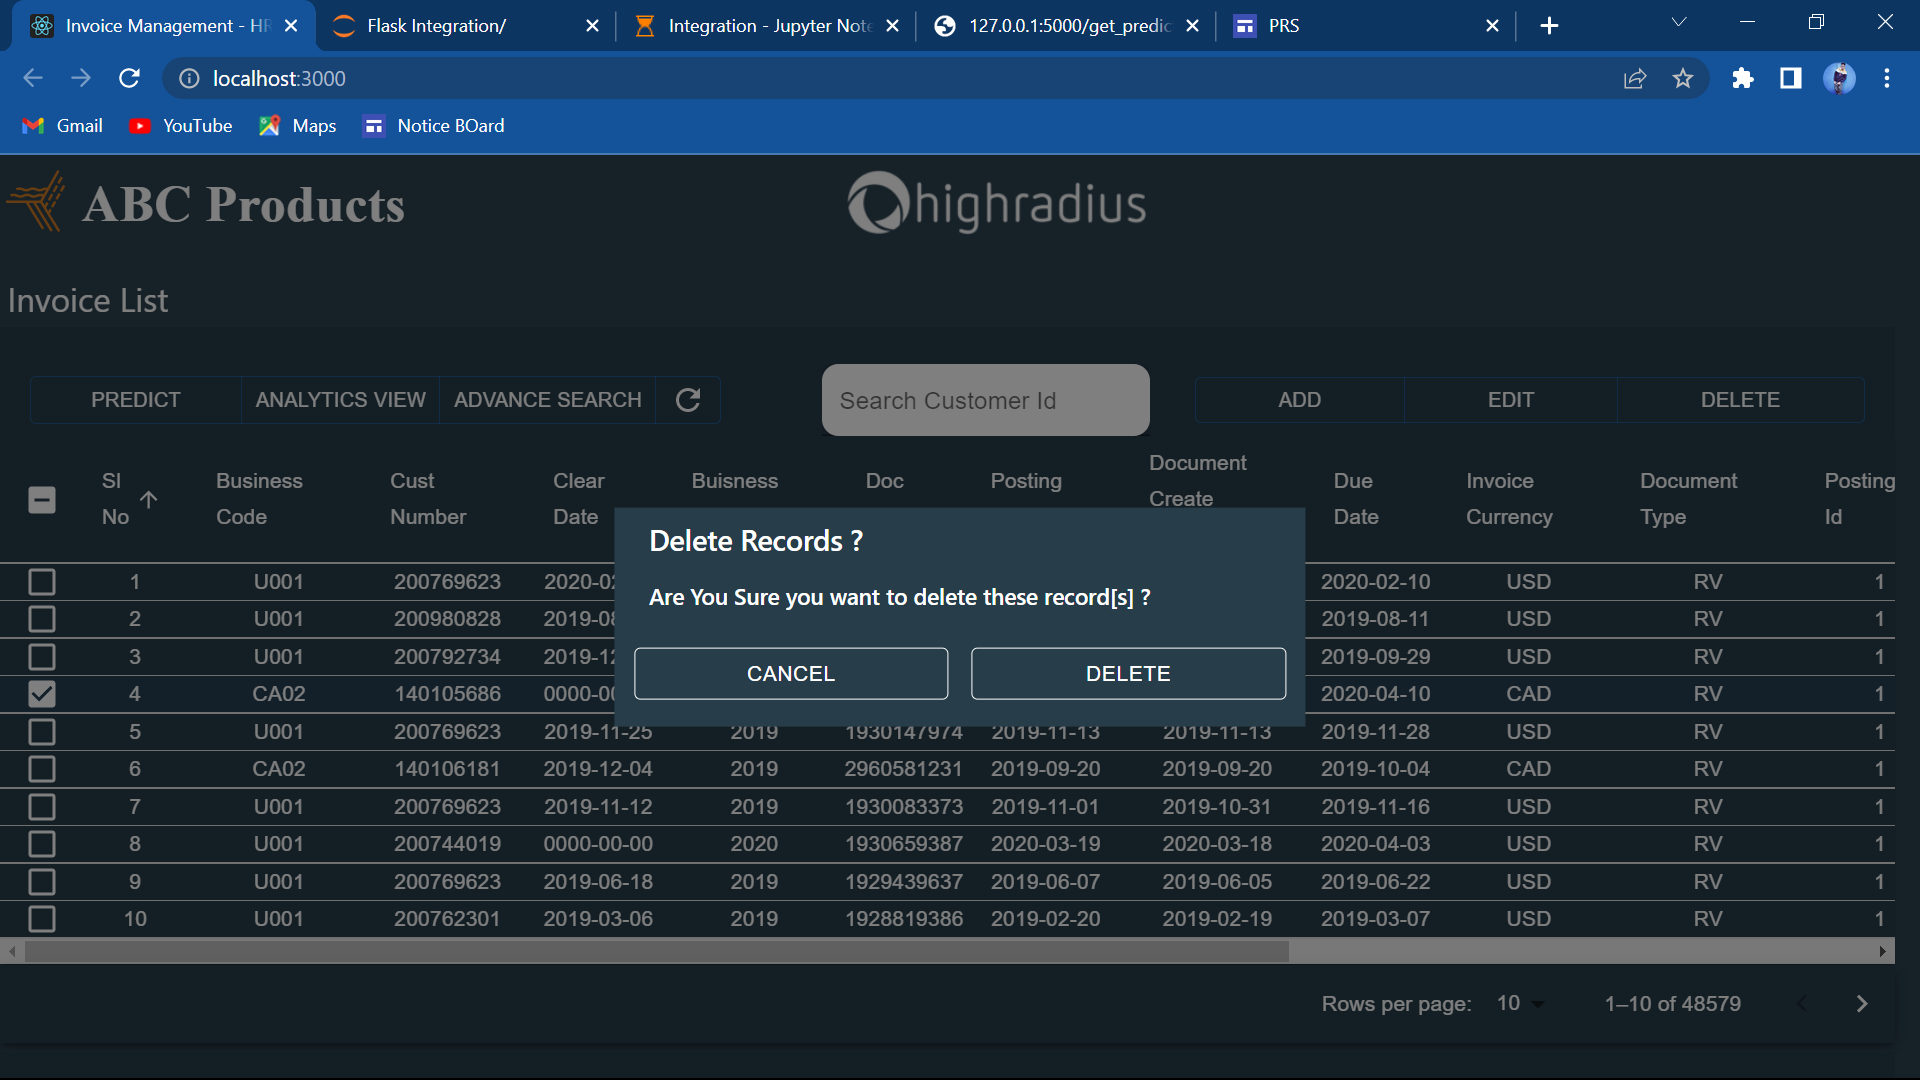 Invoice Management - HR
Flask Integration/
Integration - Jupyter Note
127.0.0.1:5000/get_predic
PRS
localhost:3000
Gmail
YouTube
Maps
Notice BOard
ABC Products
highradius
Invoice List
PREDICT
ANALYTICS VIEW
ADVANCE SEARCH
Search Customer Id
ADD
EDIT
DELETE
Sl No
Business Code
Cust Number
Clear Date
Buisness
Doc
Posting
Document Create
Due Date
Invoice Currency
Document Type
Posting Id
Delete Records ?
Are You Sure you want to delete these record[s] ?
CANCEL
DELETE
1 U001 200769623 2020-02 2020-02-10 USD RV 1
2 U001 200980828 2019-08 2019-08-11 USD RV 1
3 U001 200792734 2019-12 2019-09-29 USD RV 1
4 CA02 140105686 0000-00 2020-04-10 CAD RV 1
5 U001 200769623 2019-11-25 2019 1930147974 2019-11-13 2019-11-13 2019-11-28 USD RV 1
6 CA02 140106181 2019-12-04 2019 2960581231 2019-09-20 2019-09-20 2019-10-04 CAD RV 1
7 U001 200769623 2019-11-12 2019 1930083373 2019-11-01 2019-10-31 2019-11-16 USD RV 1
8 U001 200744019 0000-00-00 2020 1930659387 2020-03-19 2020-03-18 2020-04-03 USD RV 1
9 U001 200769623 2019-06-18 2019 1929439637 2019-06-07 2019-06-05 2019-06-22 USD RV 1
10 U001 200762301 2019-03-06 2019 1928819386 2019-02-20 2019-02-19 2019-03-07 USD RV 1
Rows per page: 10 1–10 of 48579